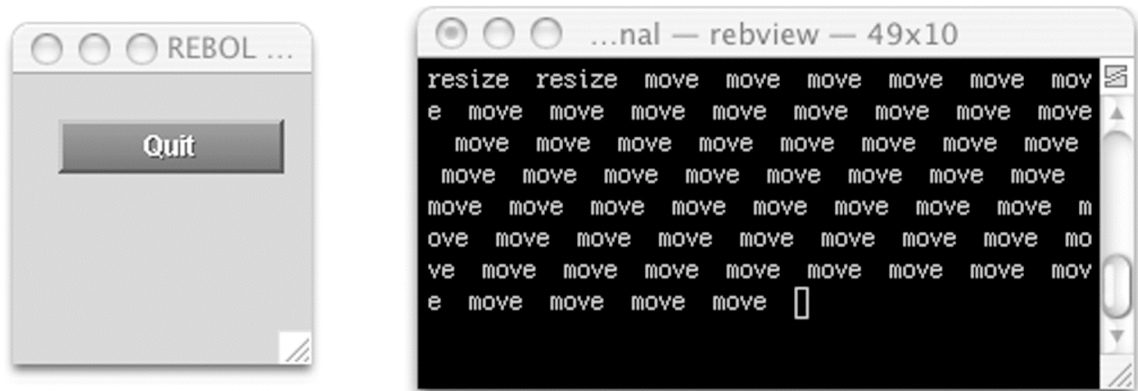 REBOL ...
Quit
...nal — rebview — 49x10
resize  resize  move  move  move  move  move  mov
e  move  move  move  move  move  move  move  move
  move  move  move  move  move  move  move  move
 move  move  move  move  move  move  move  move
move  move  move  move  move  move  move  move  m
ove  move  move  move  move  move  move  move  mo
ve  move  move  move  move  move  move  move  mov
e  move  move  move  move